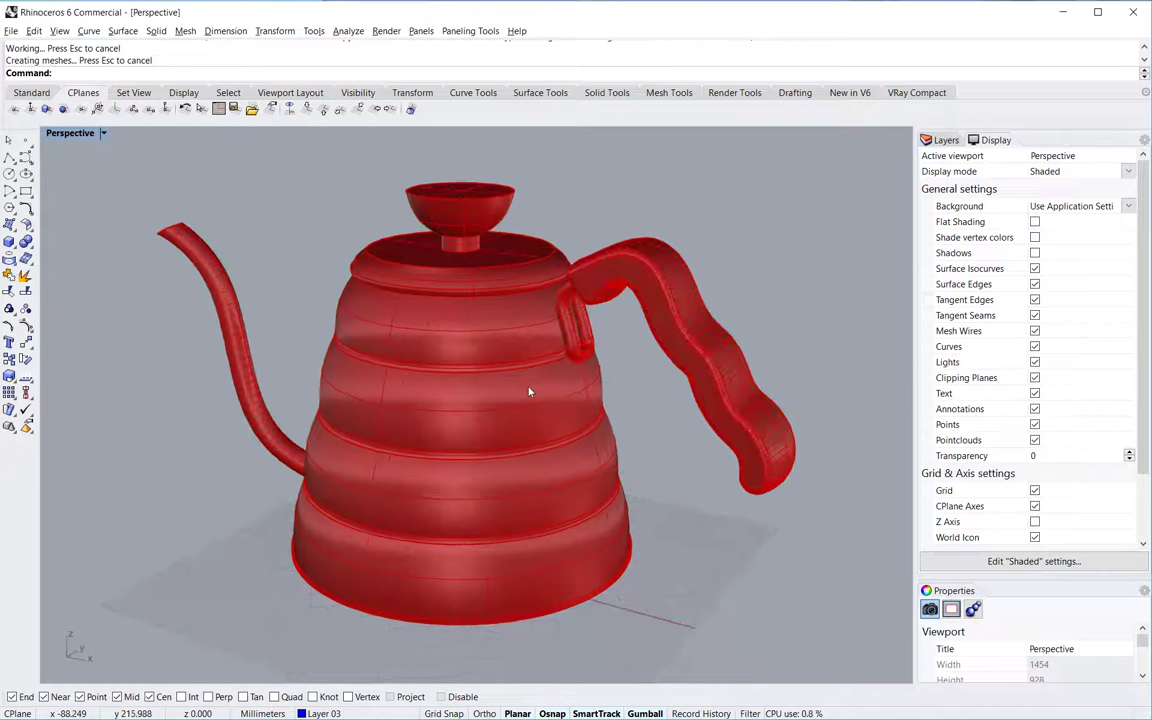 Rhinoceros 6 Commercial - [Perspective]
File Edit View Curve Surface Solid Mesh Dimension Transform Tools Analyze Render Panels Paneling Tools Help
Working... Press Esc to cancel
Creating meshes... Press Esc to cancel
Command:
Standard CPlanes Set View Display Select Viewport Layout Visibility Transform Curve Tools Surface Tools Solid Tools Mesh Tools Render Tools Drafting New in V6 VRay Compact
Perspective
Layers Display
Active viewport Perspective
Display mode Shaded
General settings
Background Use Application Setti
Flat Shading
Shade vertex colors
Shadows
Surface Isocurves
Surface Edges
Tangent Edges
Tangent Seams
Mesh Wires
Curves
Lights
Clipping Planes
Text
Annotations
Points
Pointclouds
Transparency 0
Grid & Axis settings
Grid
CPlane Axes
Z Axis
World Icon
Edit "Shaded" settings...
Properties
Viewport
Title Perspective
Width 1454
Height 928
z
y
x
End Near Point Mid Cen Int Perp Tan Quad Knot Vertex Project Disable
CPlane x -88.249 y 215.988 z 0.000 Millimeters Layer 03 Grid Snap Ortho Planar Osnap SmartTrack Gumball Record History Filter CPU use: 0.8 %